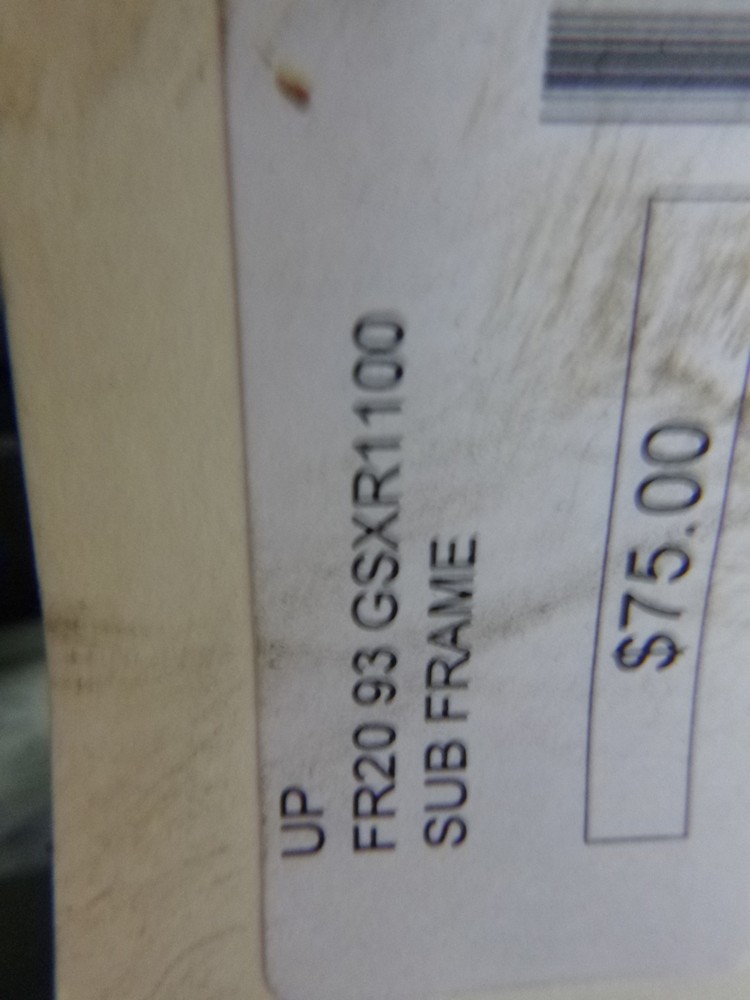 UP
FR20 93 GSXR1100
SUB FRAME
$75.00